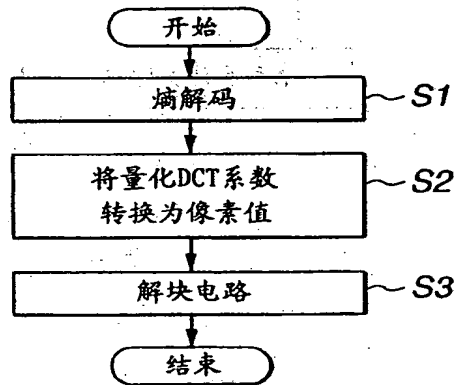 开始
熵解码
S1
将量化DCT系数
转换为像素值
S2
解块电路
S3
结束